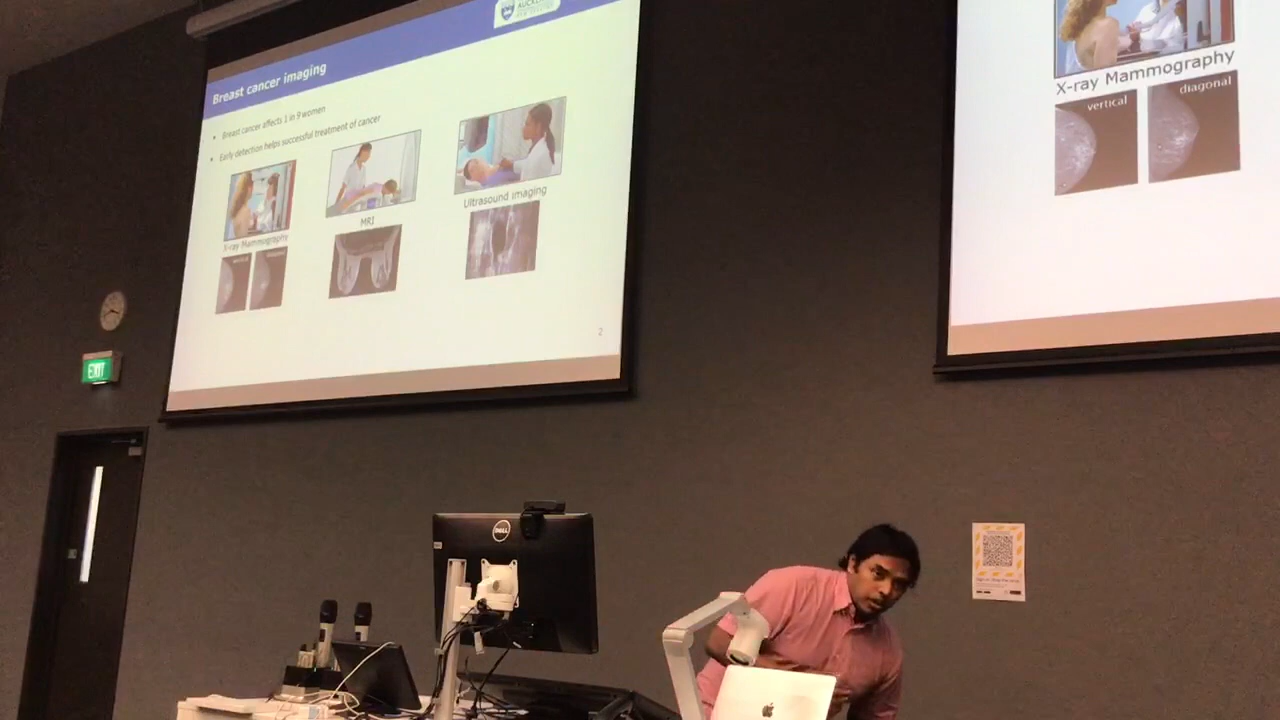 Breast cancer imaging
Breast cancer affects 1 in 9 women
Early detection helps successful treatment of cancer
X-ray Mammography
MRI
Ultrasound imaging
2
X-ray Mammography
vertical
diagonal
EXIT
DELL